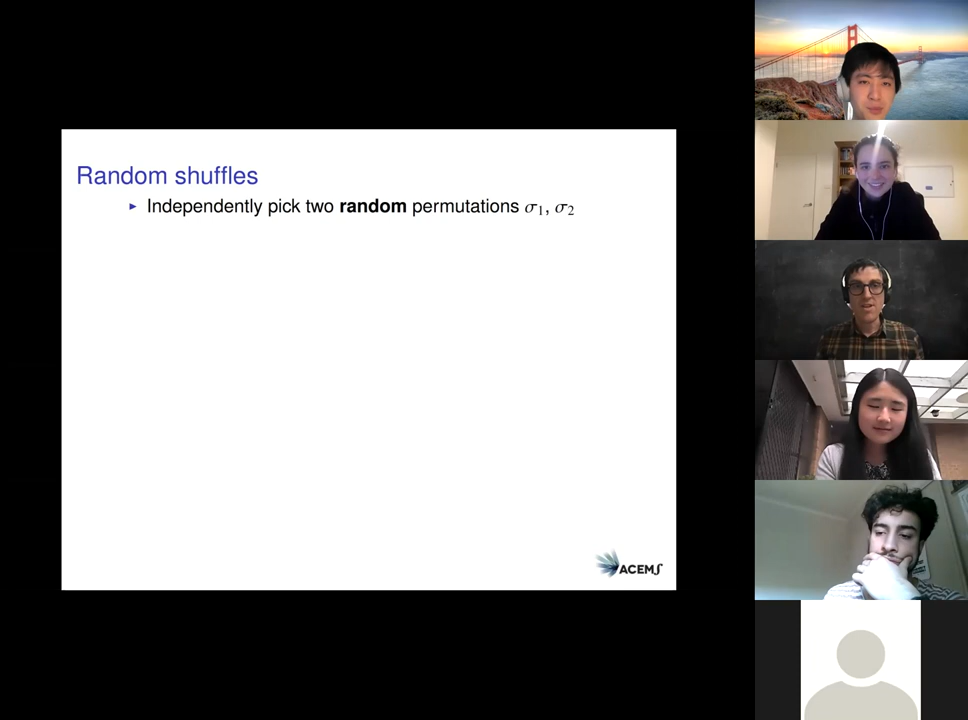 Random shuffles
► Independently pick two random permutations σ₁, σ₂
ACEMS